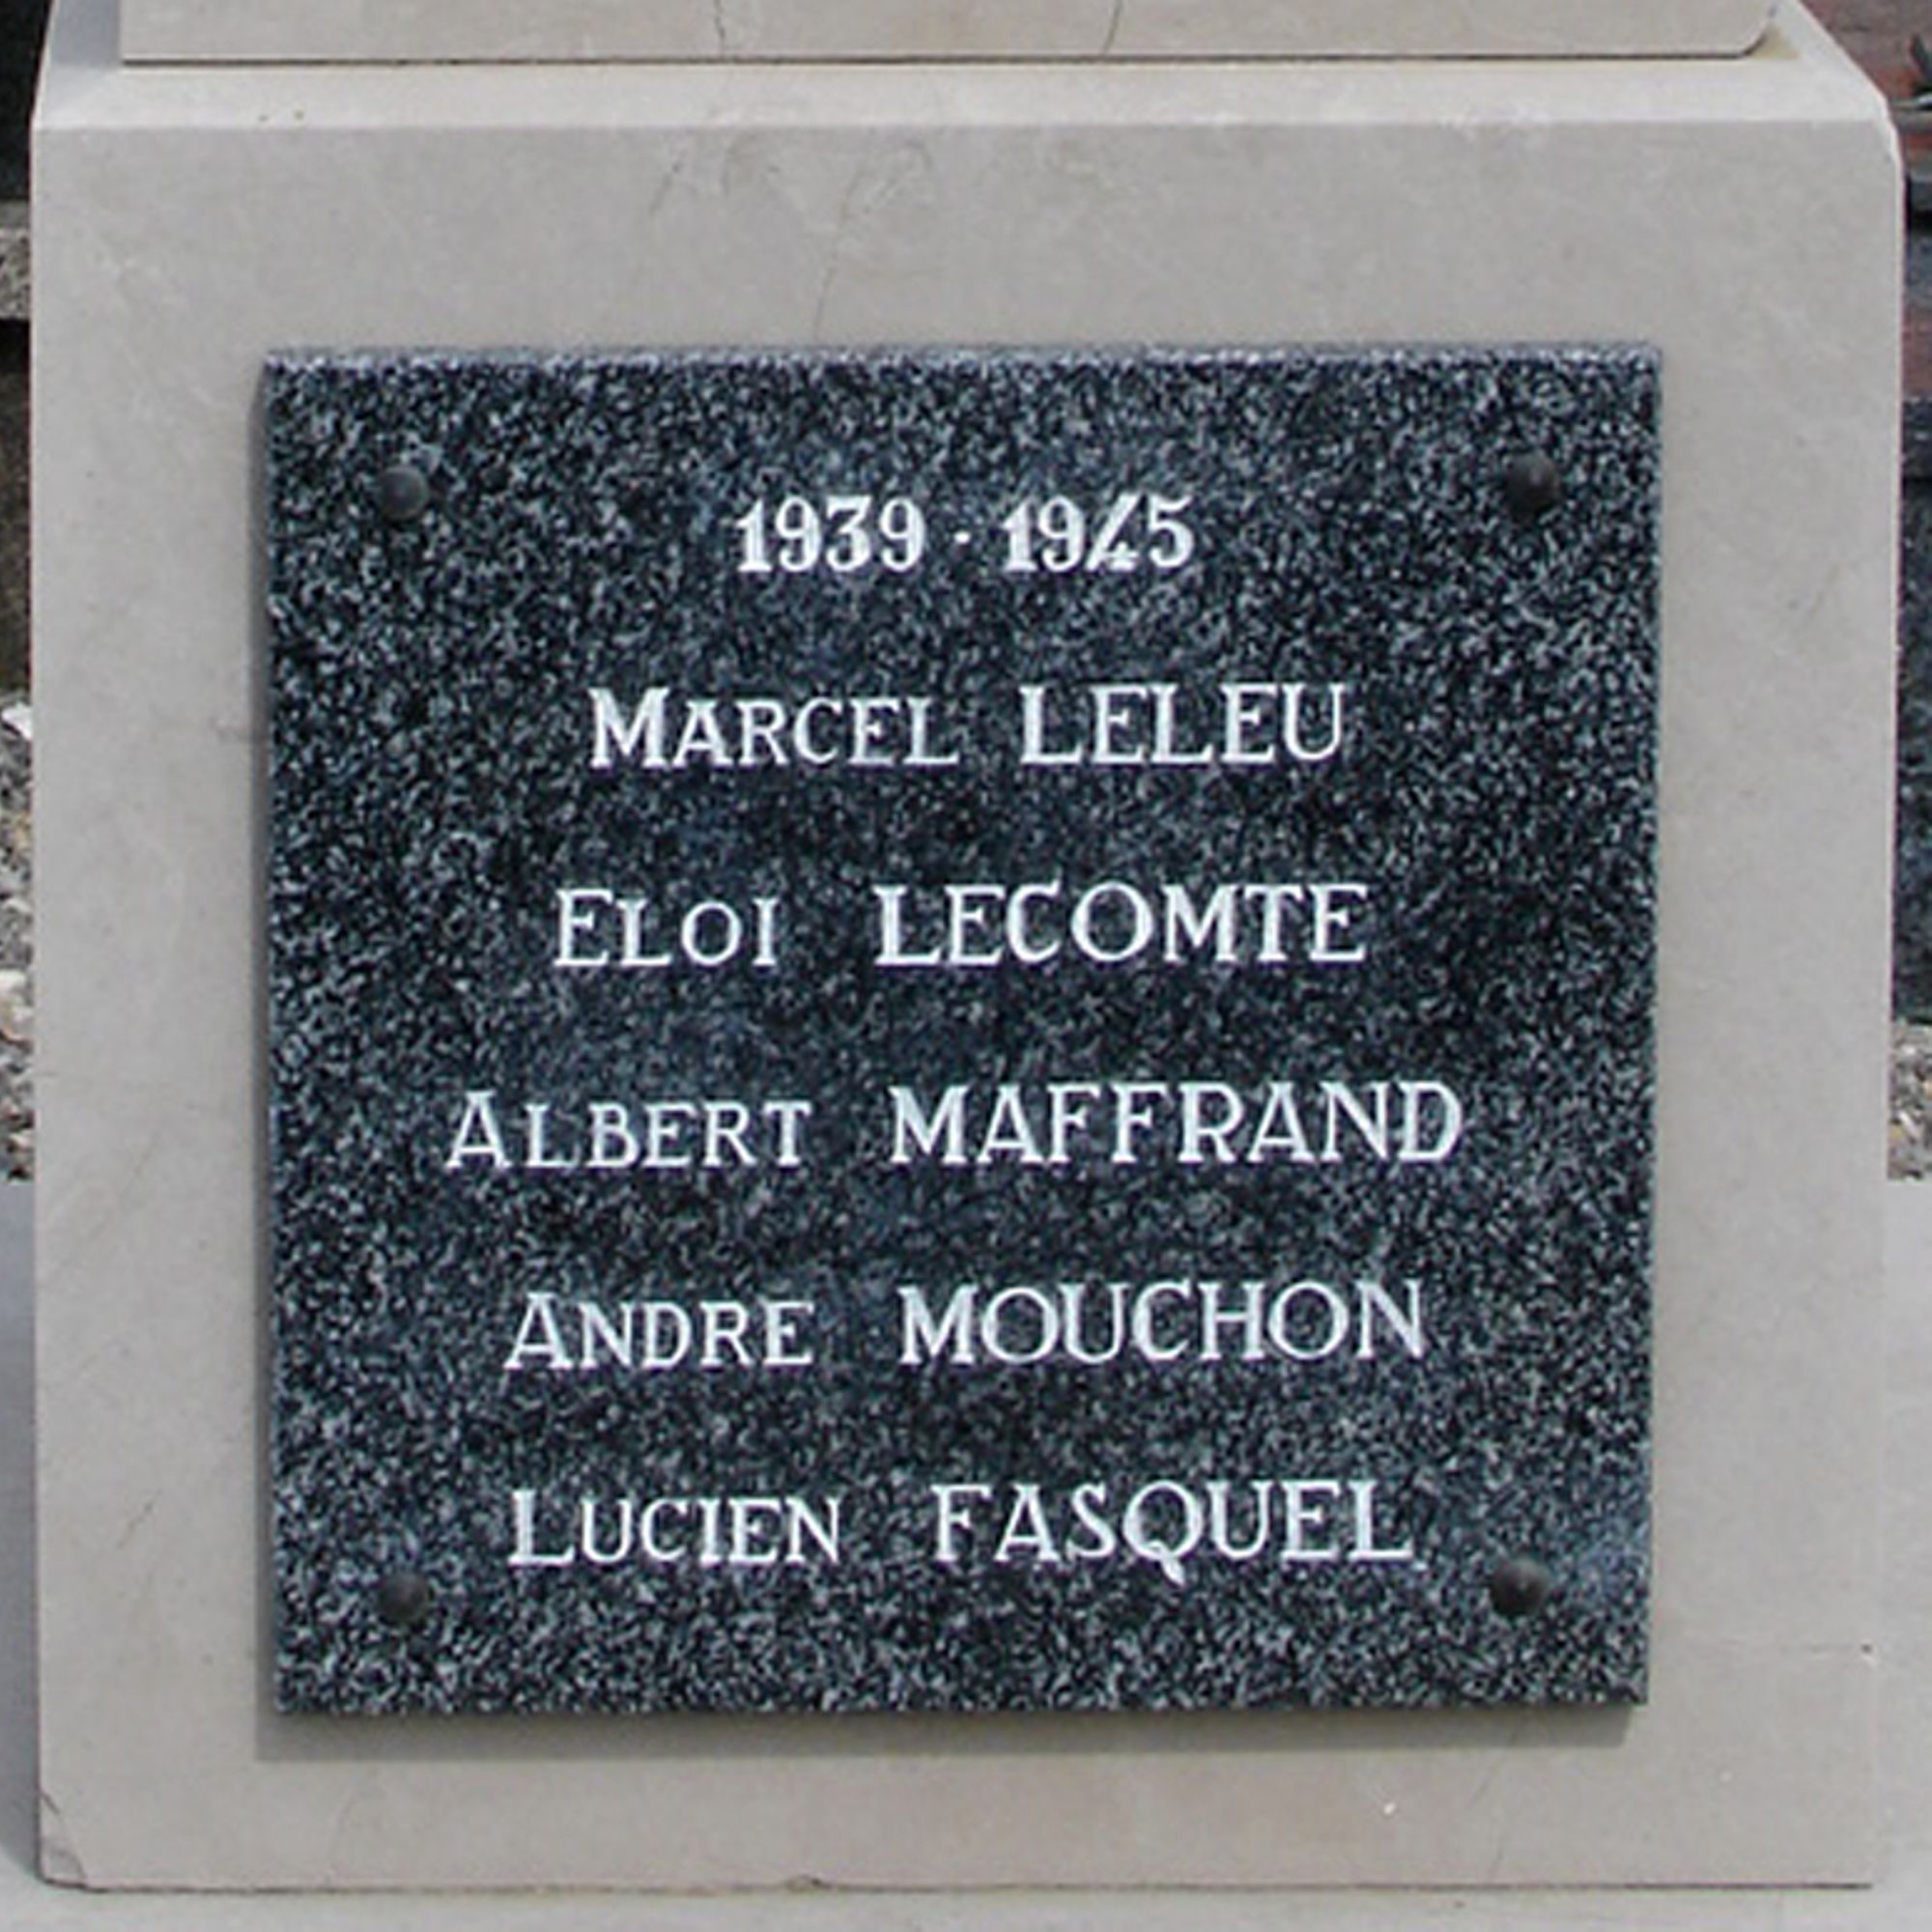 1939 · 1945
MARCEL LELEU
ELOI LECOMTE
ALBERT MAFFRAND
ANDRE MOUCHON
LUCIEN FASQUEL